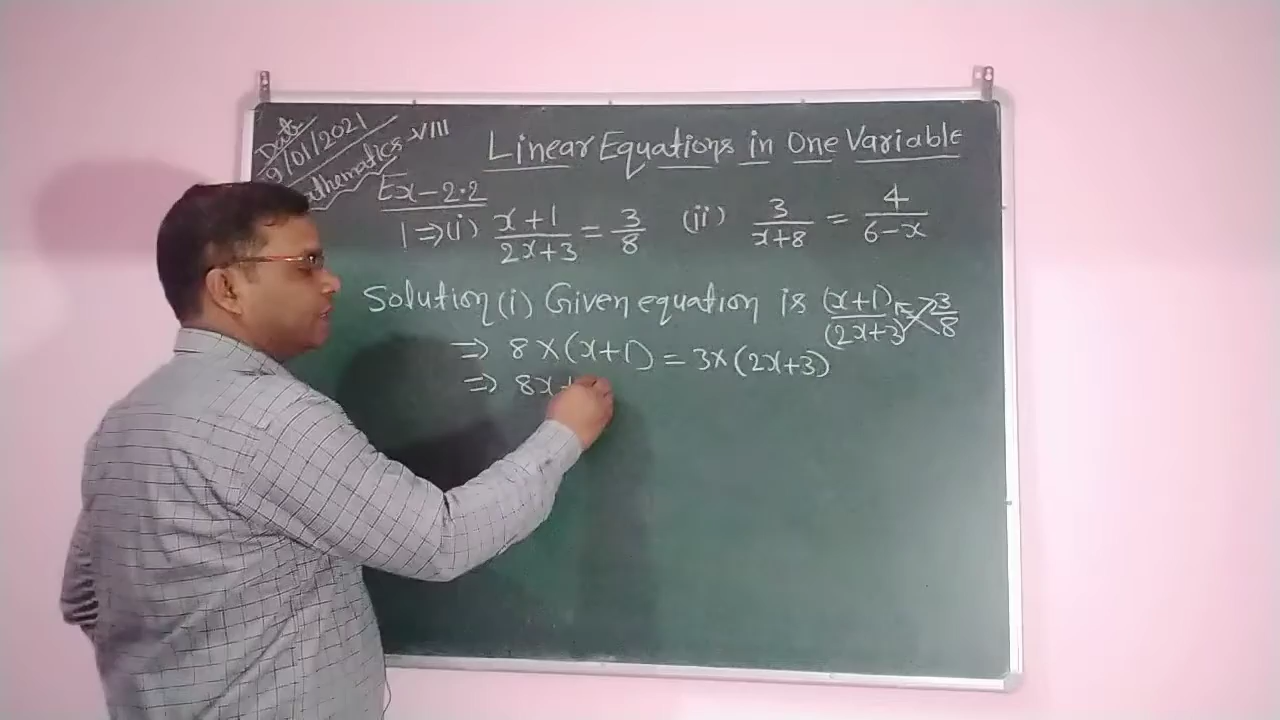 Date
9/01/2021
athematics-VIII
Linear Equations in One Variable
Ex-2.2
1⇒(i) (x+1)/(2x+3) = 3/8 (ii) 3/(x+8) = 4/(6-x)
Solution (i) Given equation is (x+1)/(2x+3) 3/8
⇒ 8×(x+1) = 3×(2x+3)
⇒ 8x+